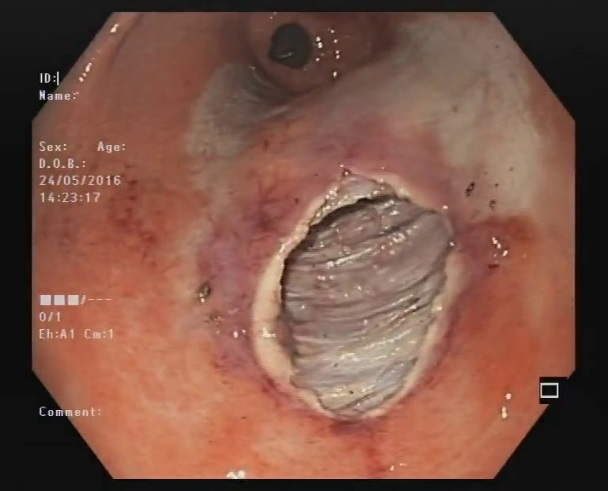 ID:
Name:
Sex: Age:
D.O.B.:
24/05/2016
14:23:17
■■■/---
0/1
Eh:A1 Cm:1
Comment: